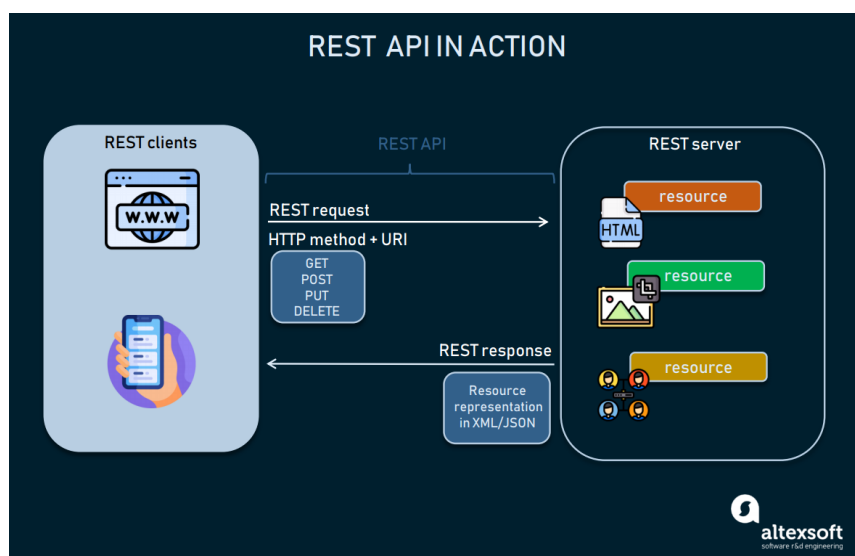 REST API IN ACTION
REST clients
W.W.W
REST API
REST request
HTTP method + URI
GET
POST
PUT
DELETE
REST response
Resource
representation
in XML/JSON
REST server
resource
HTML
resource
resource
altexsoft
software r&d engineering